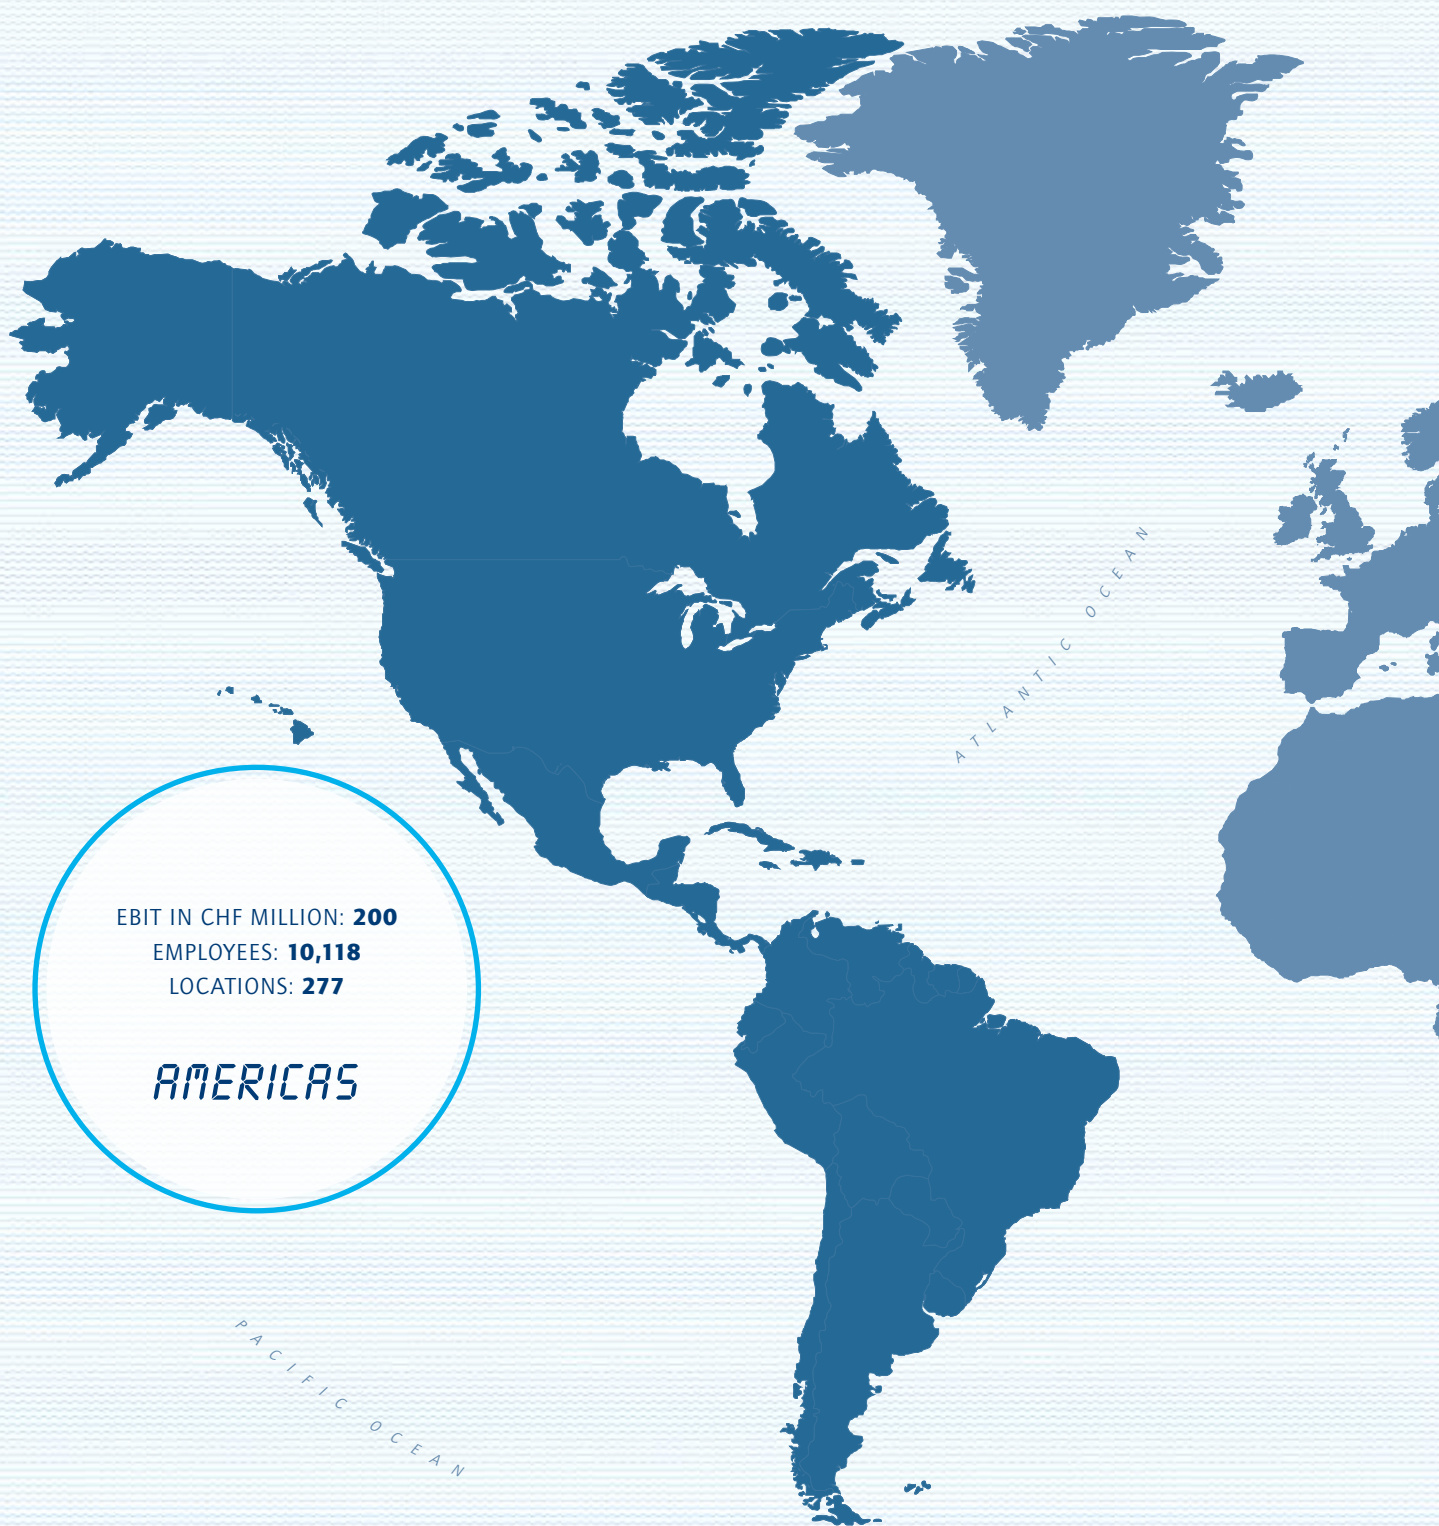 ATLANTIC OCEAN
EBIT IN CHF MILLION: 200
EMPLOYEES: 10,118
LOCATIONS: 277
AMERICAS
PACIFIC OCEAN